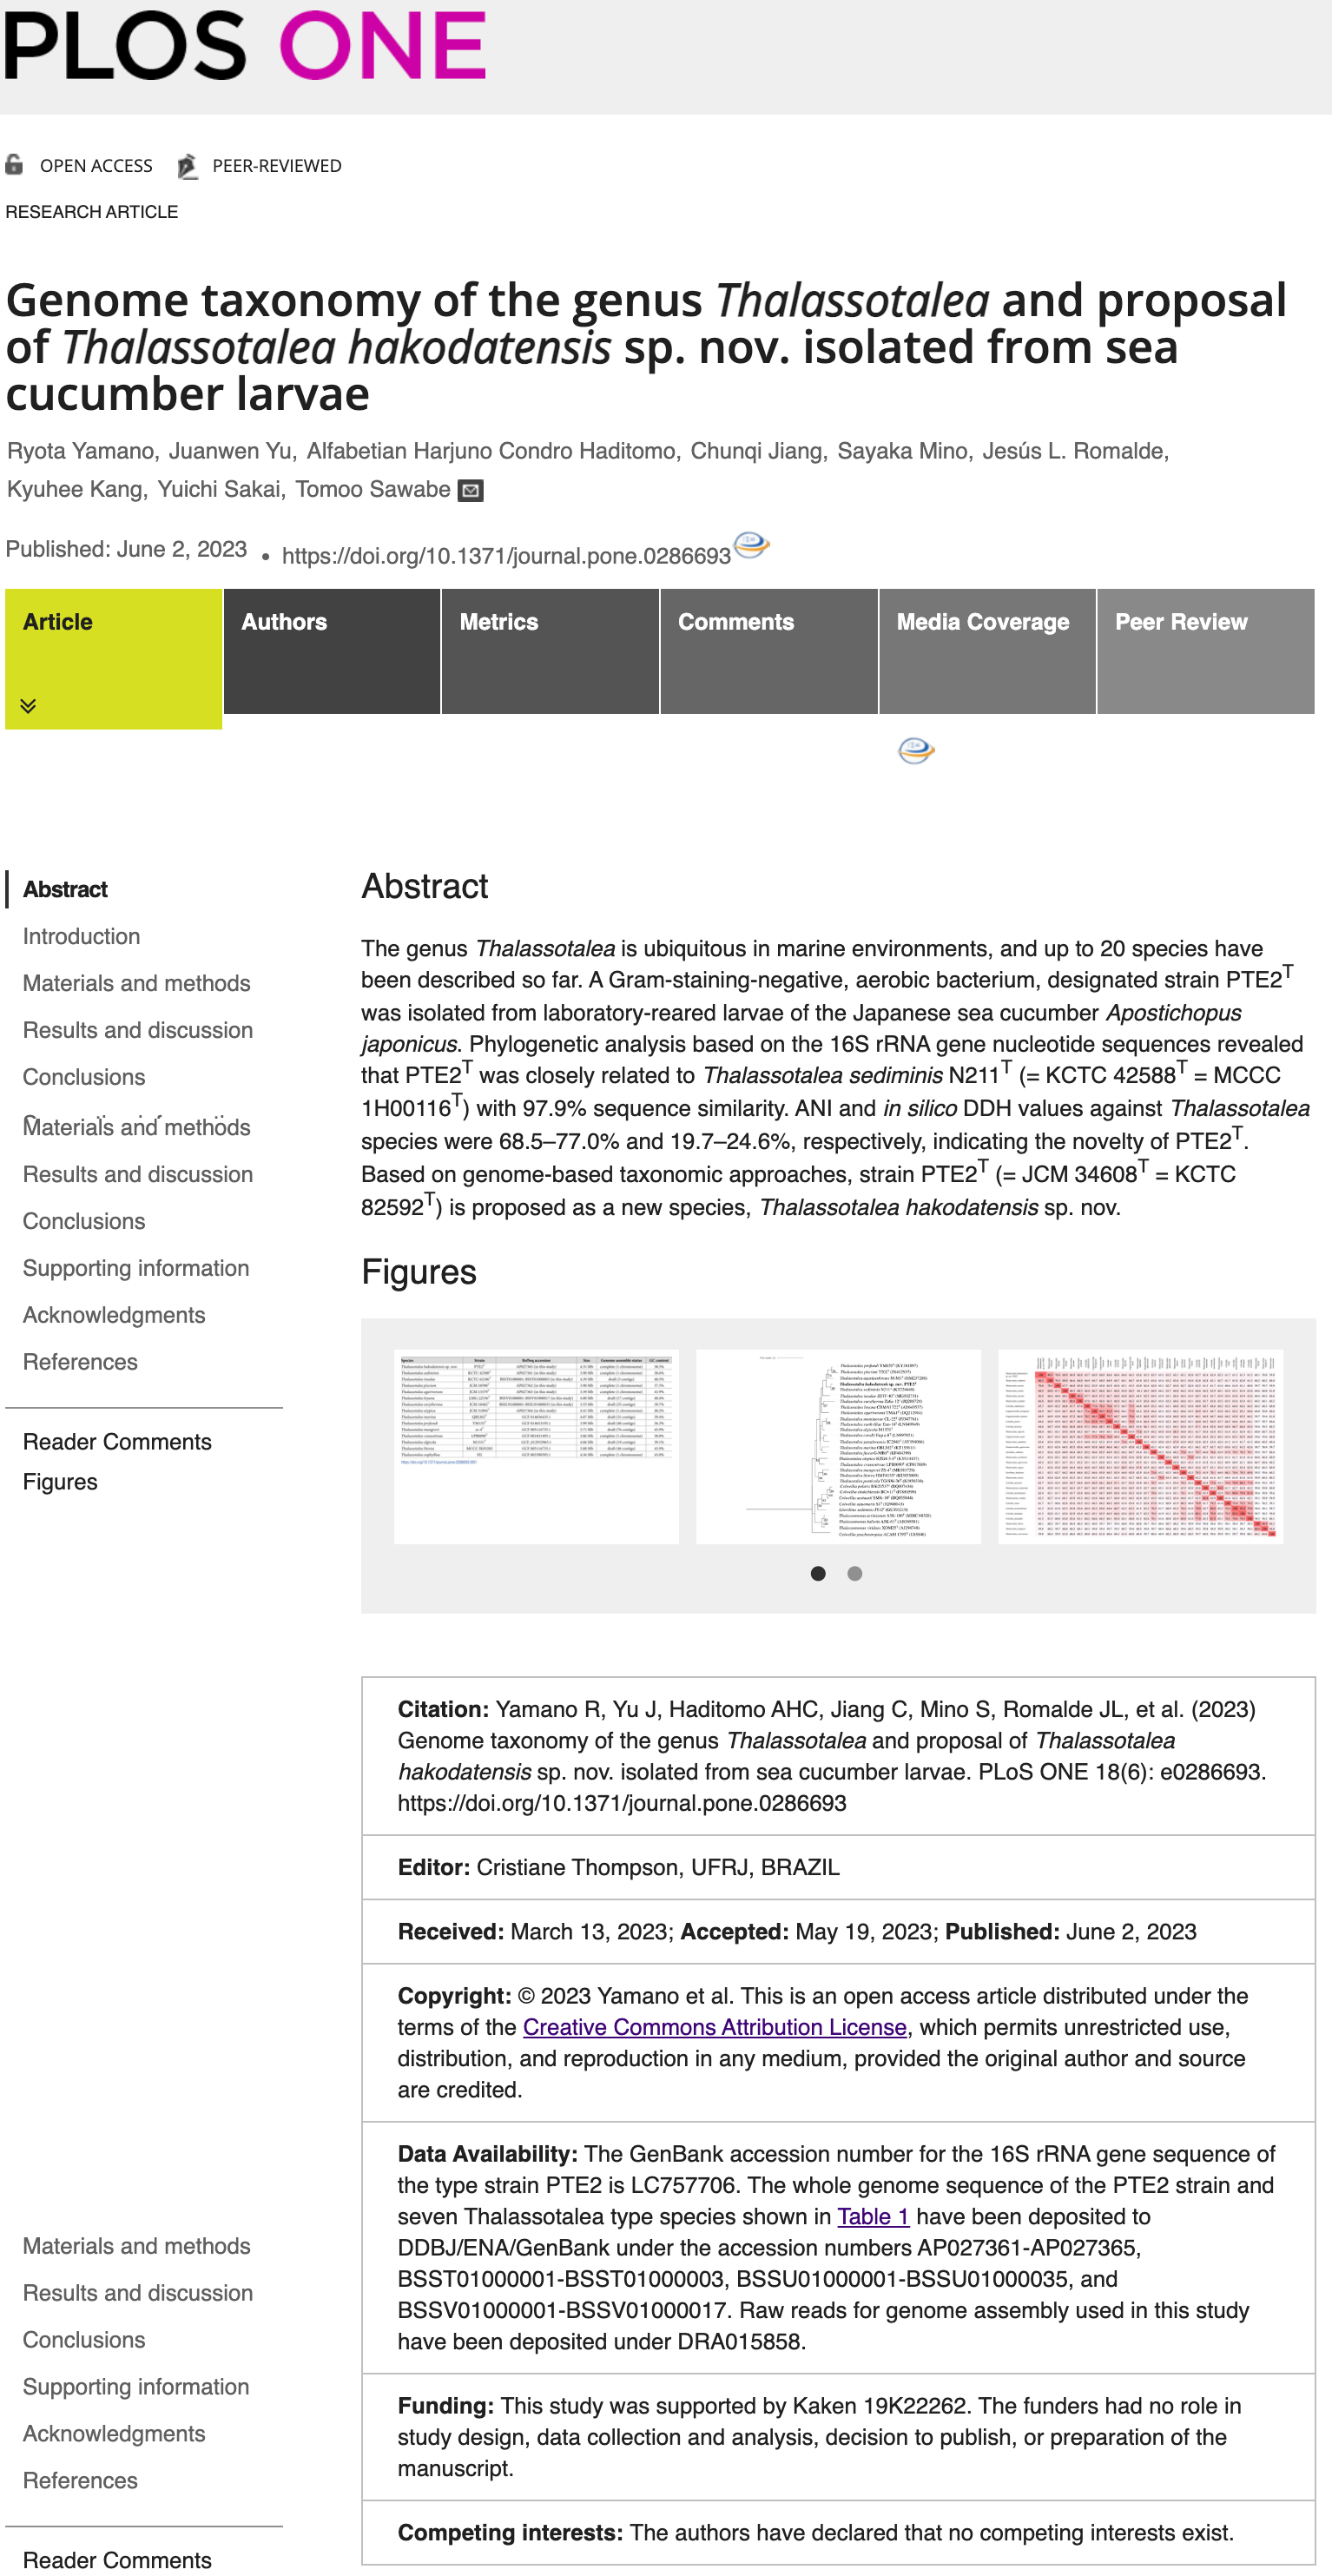 PLOS ONE
OPEN ACCESS PEER-REVIEWED
RESEARCH ARTICLE
Genome taxonomy of the genus Thalassotalea and proposal
of Thalassotalea hakodatensis sp. nov. isolated from sea
cucumber larvae
Ryota Yamano, Juanwen Yu, Alfabetian Harjuno Condro Haditomo, Chunqi Jiang, Sayaka Mino, Jesús L. Romalde,
Kyuhee Kang, Yuichi Sakai, Tomoo Sawabe
Published: June 2, 2023 • https://doi.org/10.1371/journal.pone.0286693
Article Authors Metrics Comments Media Coverage Peer Review
Abstract
Introduction
Materials and methods
Results and discussion
Conclusions
Materials and methods
Results and discussion
Conclusions
Supporting information
Acknowledgments
References
Reader Comments
Figures
Abstract
The genus Thalassotalea is ubiquitous in marine environments, and up to 20 species have
been described so far. A Gram-staining-negative, aerobic bacterium, designated strain PTE2T
was isolated from laboratory-reared larvae of the Japanese sea cucumber Apostichopus
japonicus. Phylogenetic analysis based on the 16S rRNA gene nucleotide sequences revealed
that PTE2T was closely related to Thalassotalea sediminis N211T (= KCTC 42588T = MCCC
1H00116T) with 97.9% sequence similarity. ANI and in silico DDH values against Thalassotalea
species were 68.5–77.0% and 19.7–24.6%, respectively, indicating the novelty of PTE2T.
Based on genome-based taxonomic approaches, strain PTE2T (= JCM 34608T = KCTC
82592T) is proposed as a new species, Thalassotalea hakodatensis sp. nov.
Figures
Citation: Yamano R, Yu J, Haditomo AHC, Jiang C, Mino S, Romalde JL, et al. (2023)
Genome taxonomy of the genus Thalassotalea and proposal of Thalassotalea
hakodatensis sp. nov. isolated from sea cucumber larvae. PLoS ONE 18(6): e0286693.
https://doi.org/10.1371/journal.pone.0286693
Editor: Cristiane Thompson, UFRJ, BRAZIL
Received: March 13, 2023; Accepted: May 19, 2023; Published: June 2, 2023
Copyright: © 2023 Yamano et al. This is an open access article distributed under the
terms of the Creative Commons Attribution License, which permits unrestricted use,
distribution, and reproduction in any medium, provided the original author and source
are credited.
Data Availability: The GenBank accession number for the 16S rRNA gene sequence of
the type strain PTE2 is LC757706. The whole genome sequence of the PTE2 strain and
seven Thalassotalea type species shown in Table 1 have been deposited to
DDBJ/ENA/GenBank under the accession numbers AP027361-AP027365,
BSST01000001-BSST01000003, BSSU01000001-BSSU01000035, and
BSSV01000001-BSSV01000017. Raw reads for genome assembly used in this study
have been deposited under DRA015858.
Funding: This study was supported by Kaken 19K22262. The funders had no role in
study design, data collection and analysis, decision to publish, or preparation of the
manuscript.
Competing interests: The authors have declared that no competing interests exist.
Materials and methods
Results and discussion
Conclusions
Supporting information
Acknowledgments
References
Reader Comments